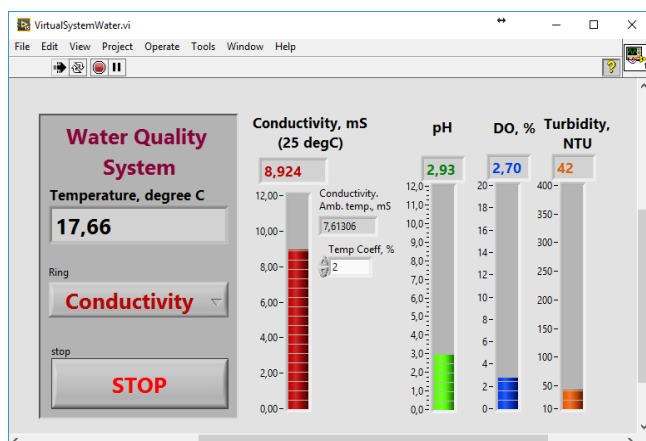 VirtualSystemWater.vi
File Edit View Project Operate Tools Window Help
?
Water Quality
System
Temperature, degree C
17,66
Ring
Conductivity
stop
STOP
Conductivity, mS
(25 degC)
8,924
12,00
10,00
8,00
6,00
4,00
2,00
0,00
Conductivity.
Amb. temp., mS
7,61306
Temp Coeff, %
2
pH
2,93
12,0
11,0
10,0
9,0
8,0
7,0
6,0
5,0
4,0
3,0
2,0
1,0
0,0
DO, %
2,70
20
18
16
14
12
10
8
6
4
2
0
Turbidity,
NTU
42
400
350
300
250
200
150
100
50
10